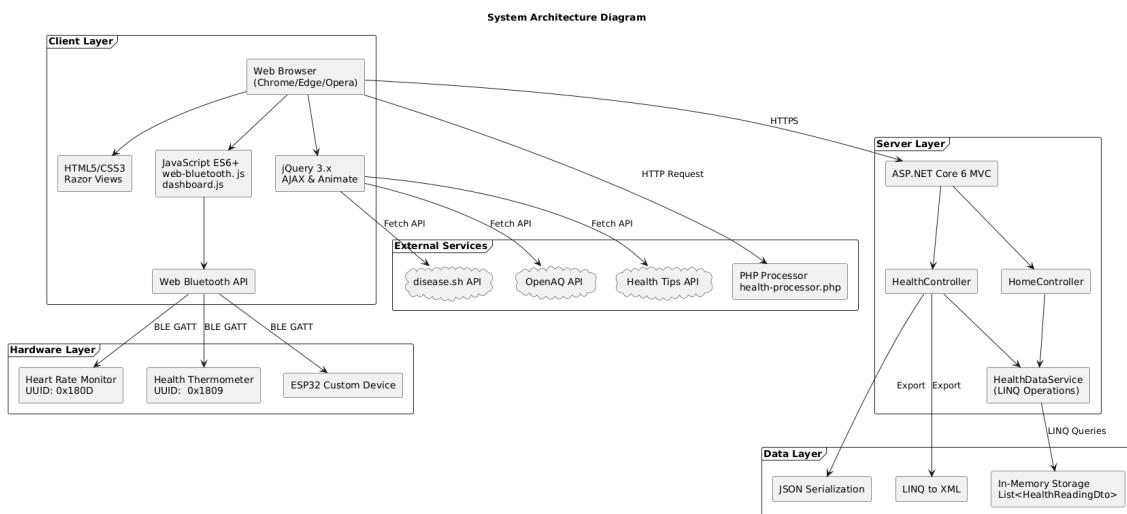 System Architecture Diagram
Client Layer
Web Browser
(Chrome/Edge/Opera)
HTTPS
Server Layer
HTML5/CSS3
Razor Views
JavaScript ES6+
web-bluetooth. js
dashboard.js
jQuery 3.x
AJAX & Animate
HTTP Request
ASP.NET Core 6 MVC
Fetch API
Fetch API
Fetch API
External Services
Web Bluetooth API
disease.sh API
OpenAQ API
Health Tips API
PHP Processor
health-processor.php
HealthController
HomeController
BLE GATT
BLE GATT
BLE GATT
Hardware Layer
Heart Rate Monitor
UUID: 0x180D
Health Thermometer
UUID:  0x1809
ESP32 Custom Device
Export
Export
HealthDataService
(LINQ Operations)
LINQ Queries
Data Layer
JSON Serialization
LINQ to XML
In-Memory Storage
List<HealthReadingDto>